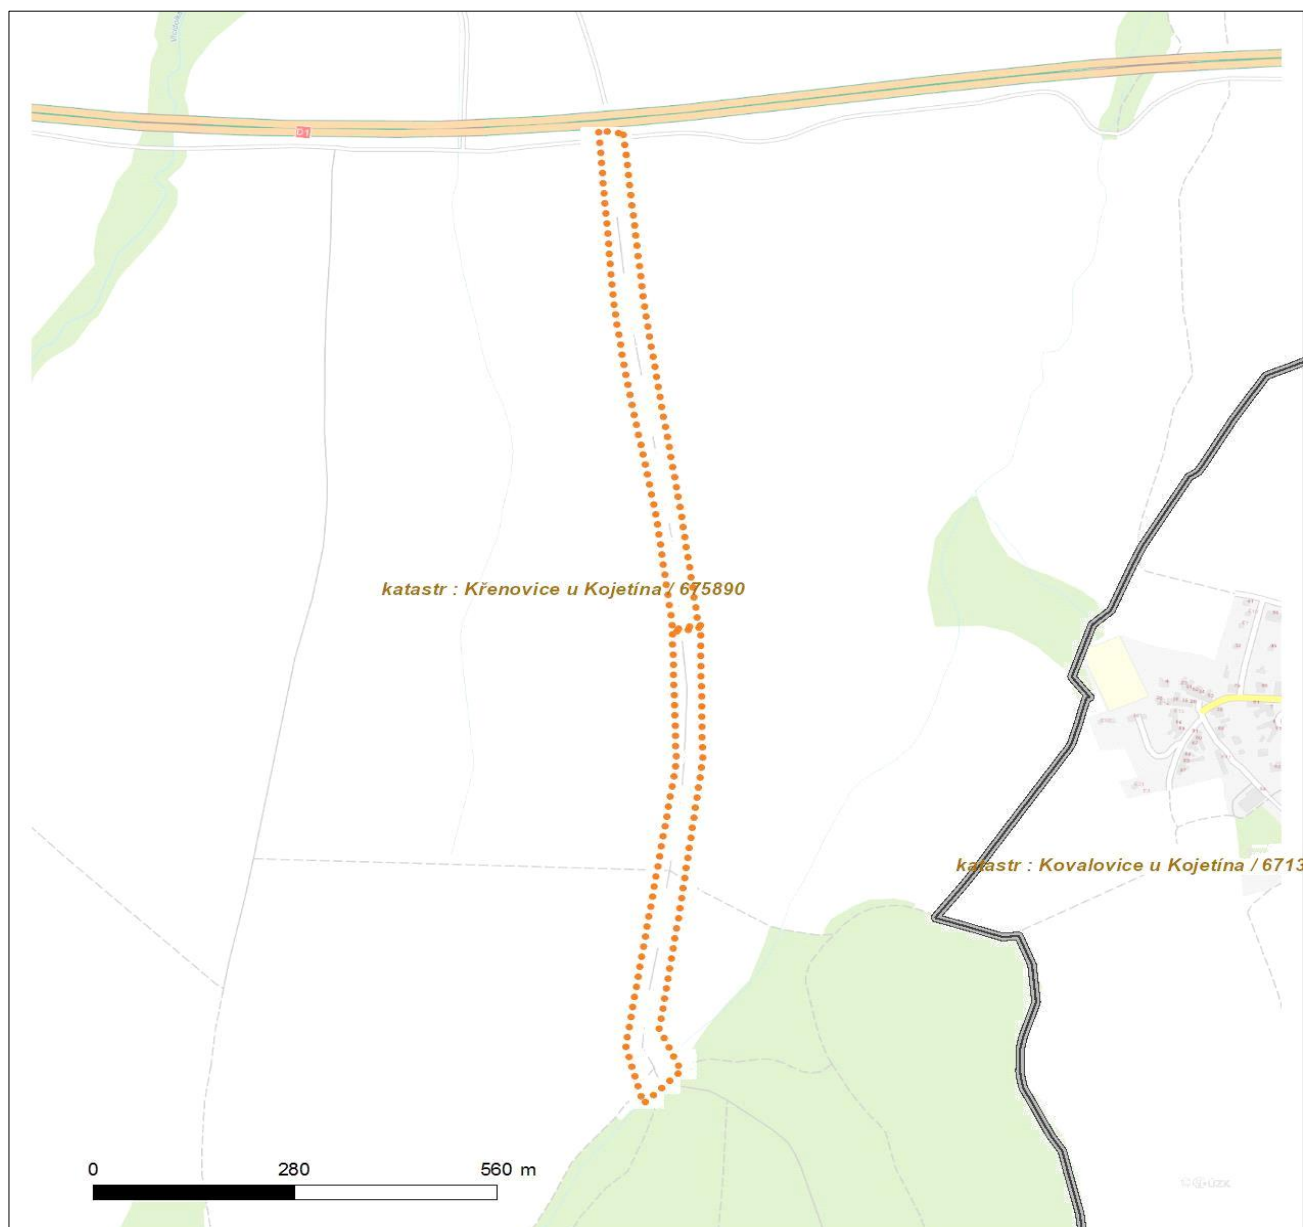 D1
katastr : Křenovice u Kojetína / 675890
katastr : Kovalovice u Kojetína / 6713
0 280 560 m